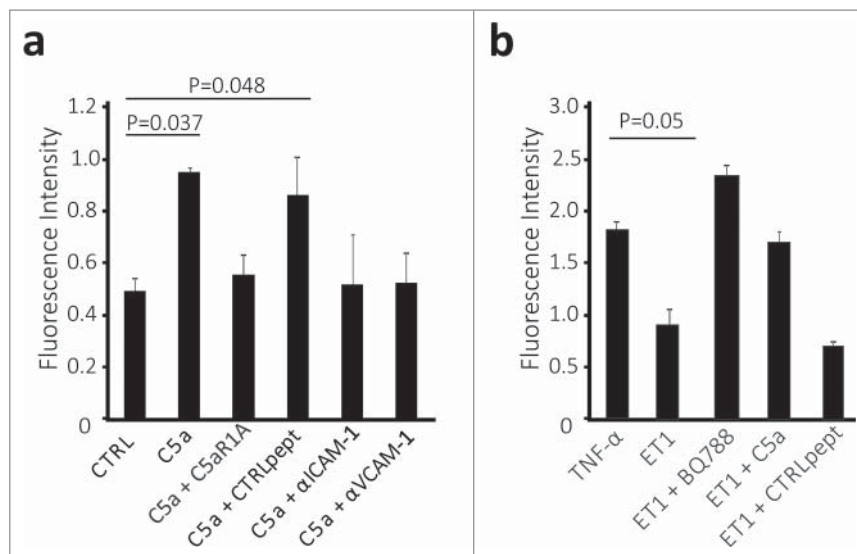 a
P=0.048
P=0.037
Fluorescence Intensity
1.2
1.0
0.8
0.6
0.4
0.2
0
CTRL
C5a
C5a + C5aR1A
C5a + CTRLpept
C5a + αICAM-1
C5a + αVCAM-1
b
P=0.05
Fluorescence Intensity
3.0
2.5
2.0
1.5
1.0
0.5
0
TNF-α
ET1
ET1 + BQ788
ET1 + C5a
ET1 + CTRLpept